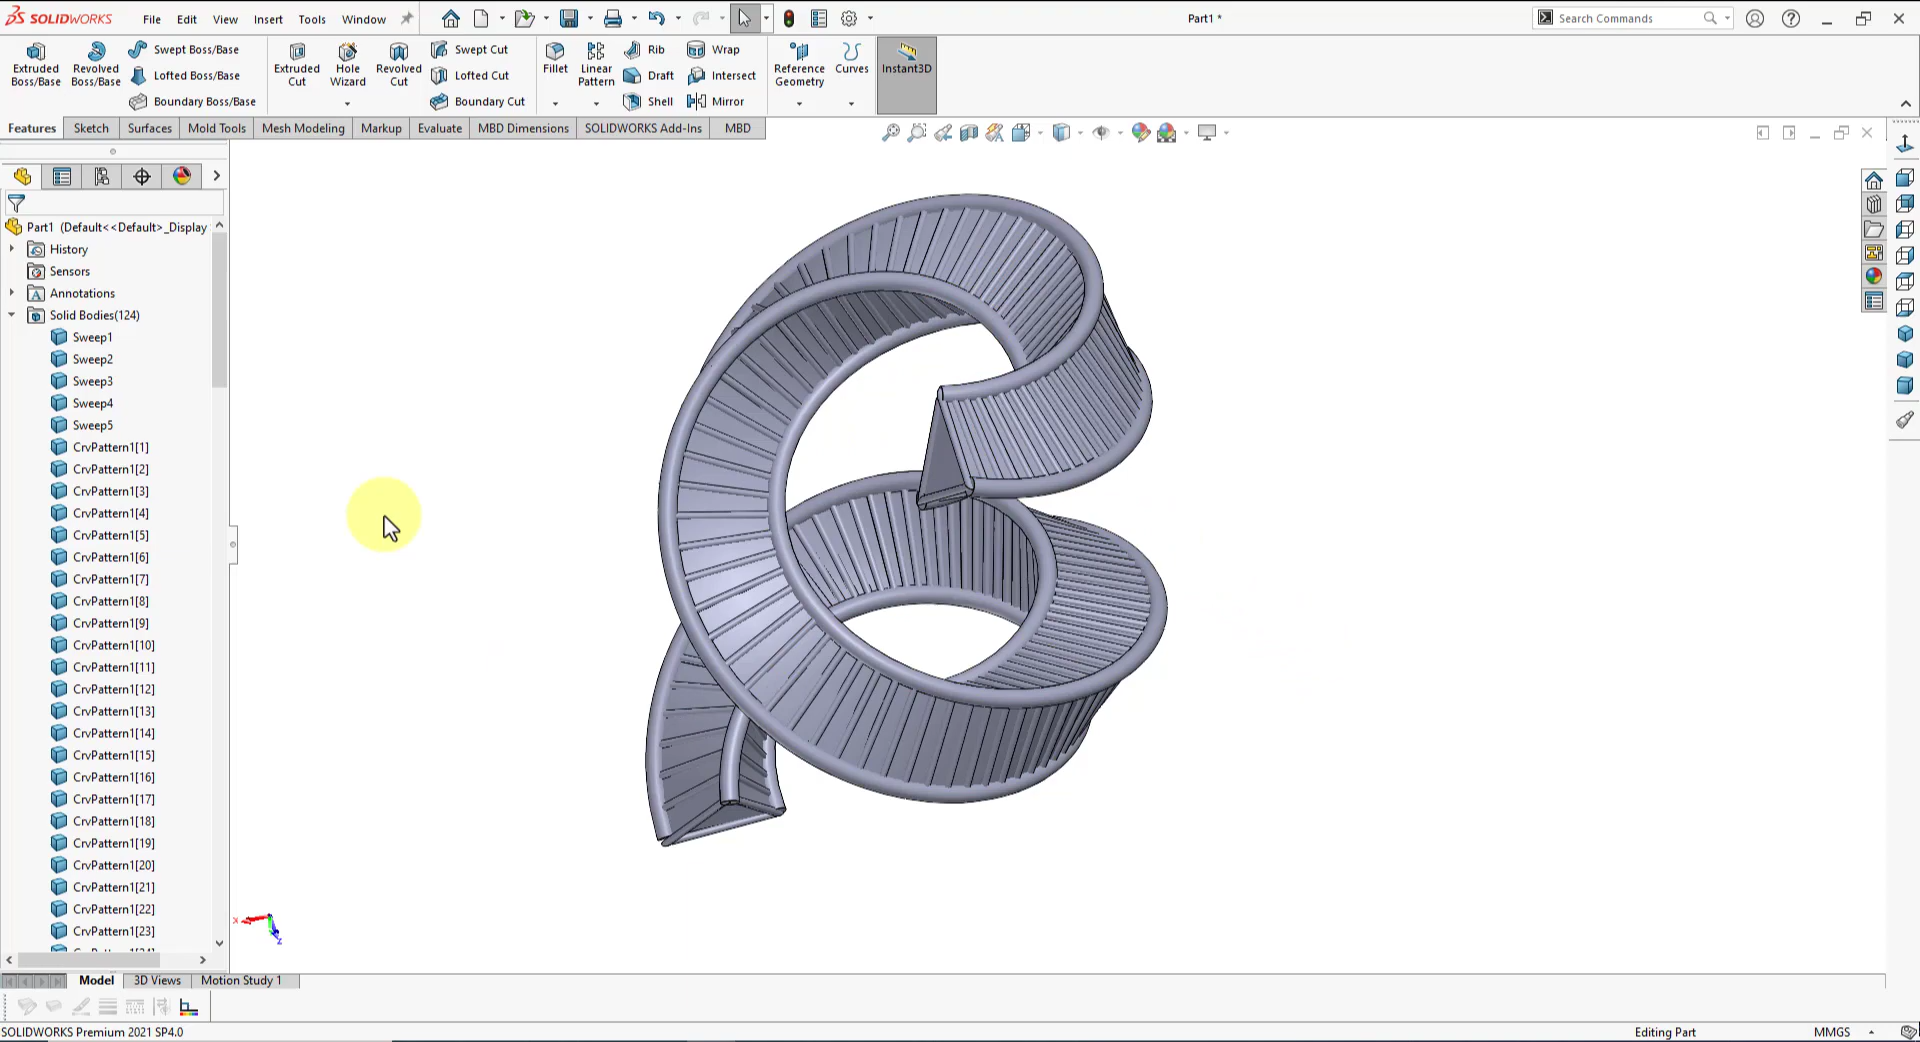 SOLIDWORKS File Edit View Insert Tools Window Part1 * Search Commands
Extruded Boss/Base
Revolved Boss/Base
Swept Boss/Base
Lofted Boss/Base
Boundary Boss/Base
Extruded Cut
Hole Wizard
Revolved Cut
Swept Cut
Lofted Cut
Boundary Cut
Fillet
Linear Pattern
Rib
Draft
Shell
Wrap
Intersect
Mirror
Reference Geometry
Curves
Instant3D
Features Sketch Surfaces Mold Tools Mesh Modeling Markup Evaluate MBD Dimensions SOLIDWORKS Add-Ins MBD
Part1 (Default<<Default>_Display
History
Sensors
Annotations
Solid Bodies(124)
Sweep1
Sweep2
Sweep3
Sweep4
Sweep5
CrvPattern1[1]
CrvPattern1[2]
CrvPattern1[3]
CrvPattern1[4]
CrvPattern1[5]
CrvPattern1[6]
CrvPattern1[7]
CrvPattern1[8]
CrvPattern1[9]
CrvPattern1[10]
CrvPattern1[11]
CrvPattern1[12]
CrvPattern1[13]
CrvPattern1[14]
CrvPattern1[15]
CrvPattern1[16]
CrvPattern1[17]
CrvPattern1[18]
CrvPattern1[19]
CrvPattern1[20]
CrvPattern1[21]
CrvPattern1[22]
CrvPattern1[23]
x
z
Model 3D Views Motion Study 1
SOLIDWORKS Premium 2021 SP4.0 Editing Part MMGS